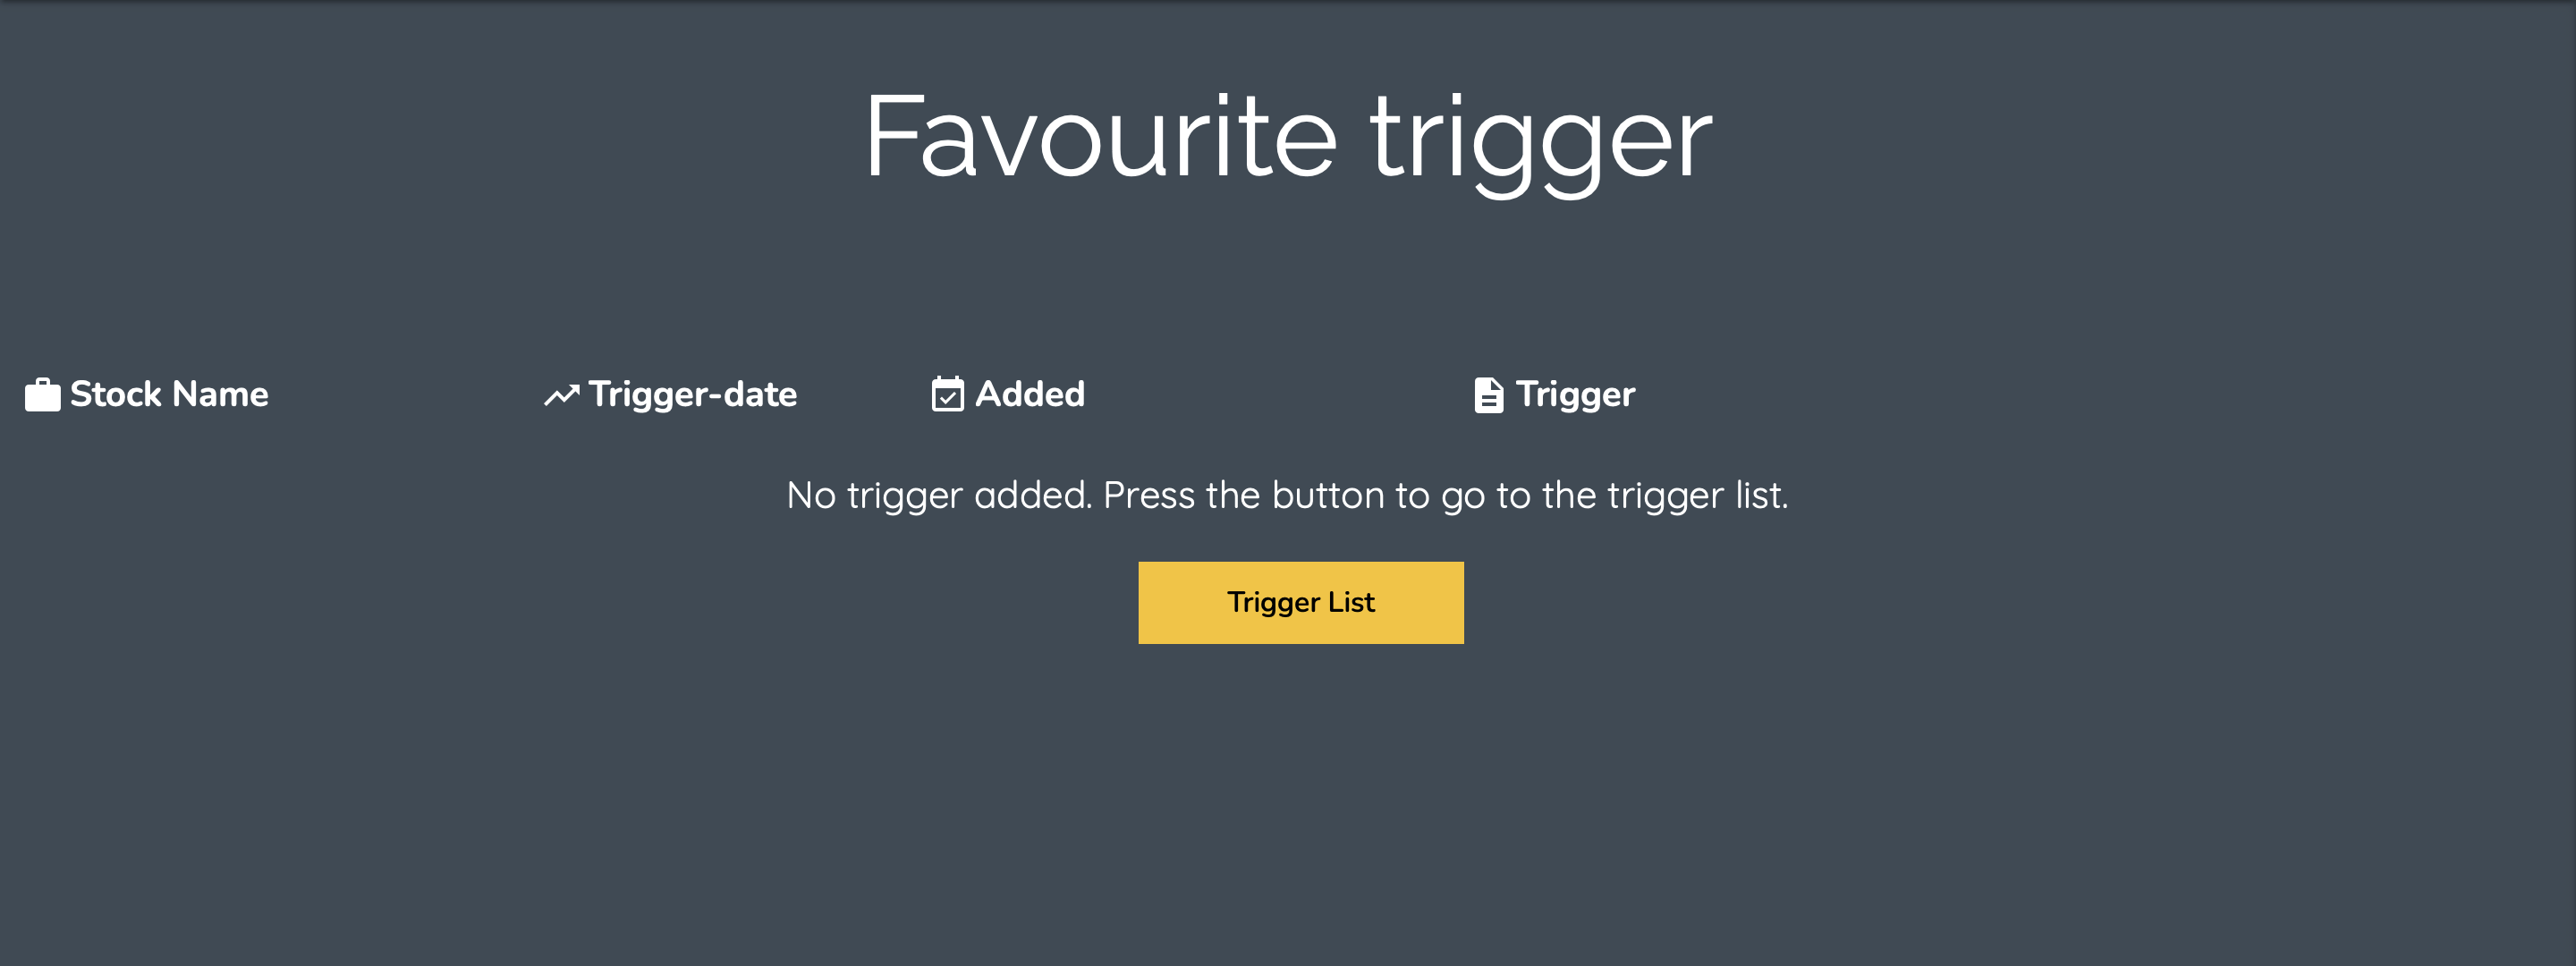 Favourite trigger
Stock Name Trigger-date Added Trigger
No trigger added. Press the button to go to the trigger list.
Trigger List